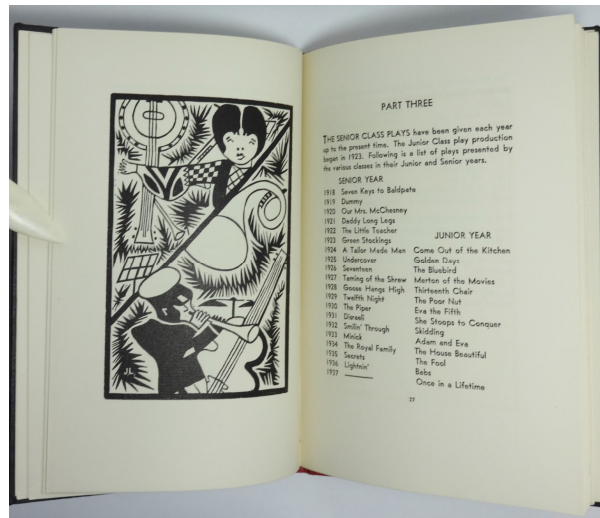 JL
PART THREE
THE SENIOR CLASS PLAYS have been given each year
up to the present time. The Junior Class play production
began in 1923. Following is a list of plays presented by
the various classes in their Junior and Senior years.
SENIOR YEAR
1918 Seven Keys to Baldpate
1919 Dummy
1920 Our Mrs. McChesney
1921 Daddy Long Legs
1922 The Little Teacher
1923 Green Stockings
JUNIOR YEAR
1924 A Tailor Made Man Come Out of the Kitchen
1925 Undercover Golden Days
1926 Seventeen The Bluebird
1927 Taming of the Shrew Merton of the Movies
1928 Goose Hangs High Thirteenth Chair
1929 Twelfth Night The Poor Nut
1930 The Piper Eva the Fifth
1931 Disraeli She Stoops to Conquer
1932 Smilin' Through Skidding
1933 Minick Adam and Eva
1934 The Royal Family The House Beautiful
1935 Secrets The Fool
1936 Lightnin' Bebs
1937 ——— Once in a Lifetime
27